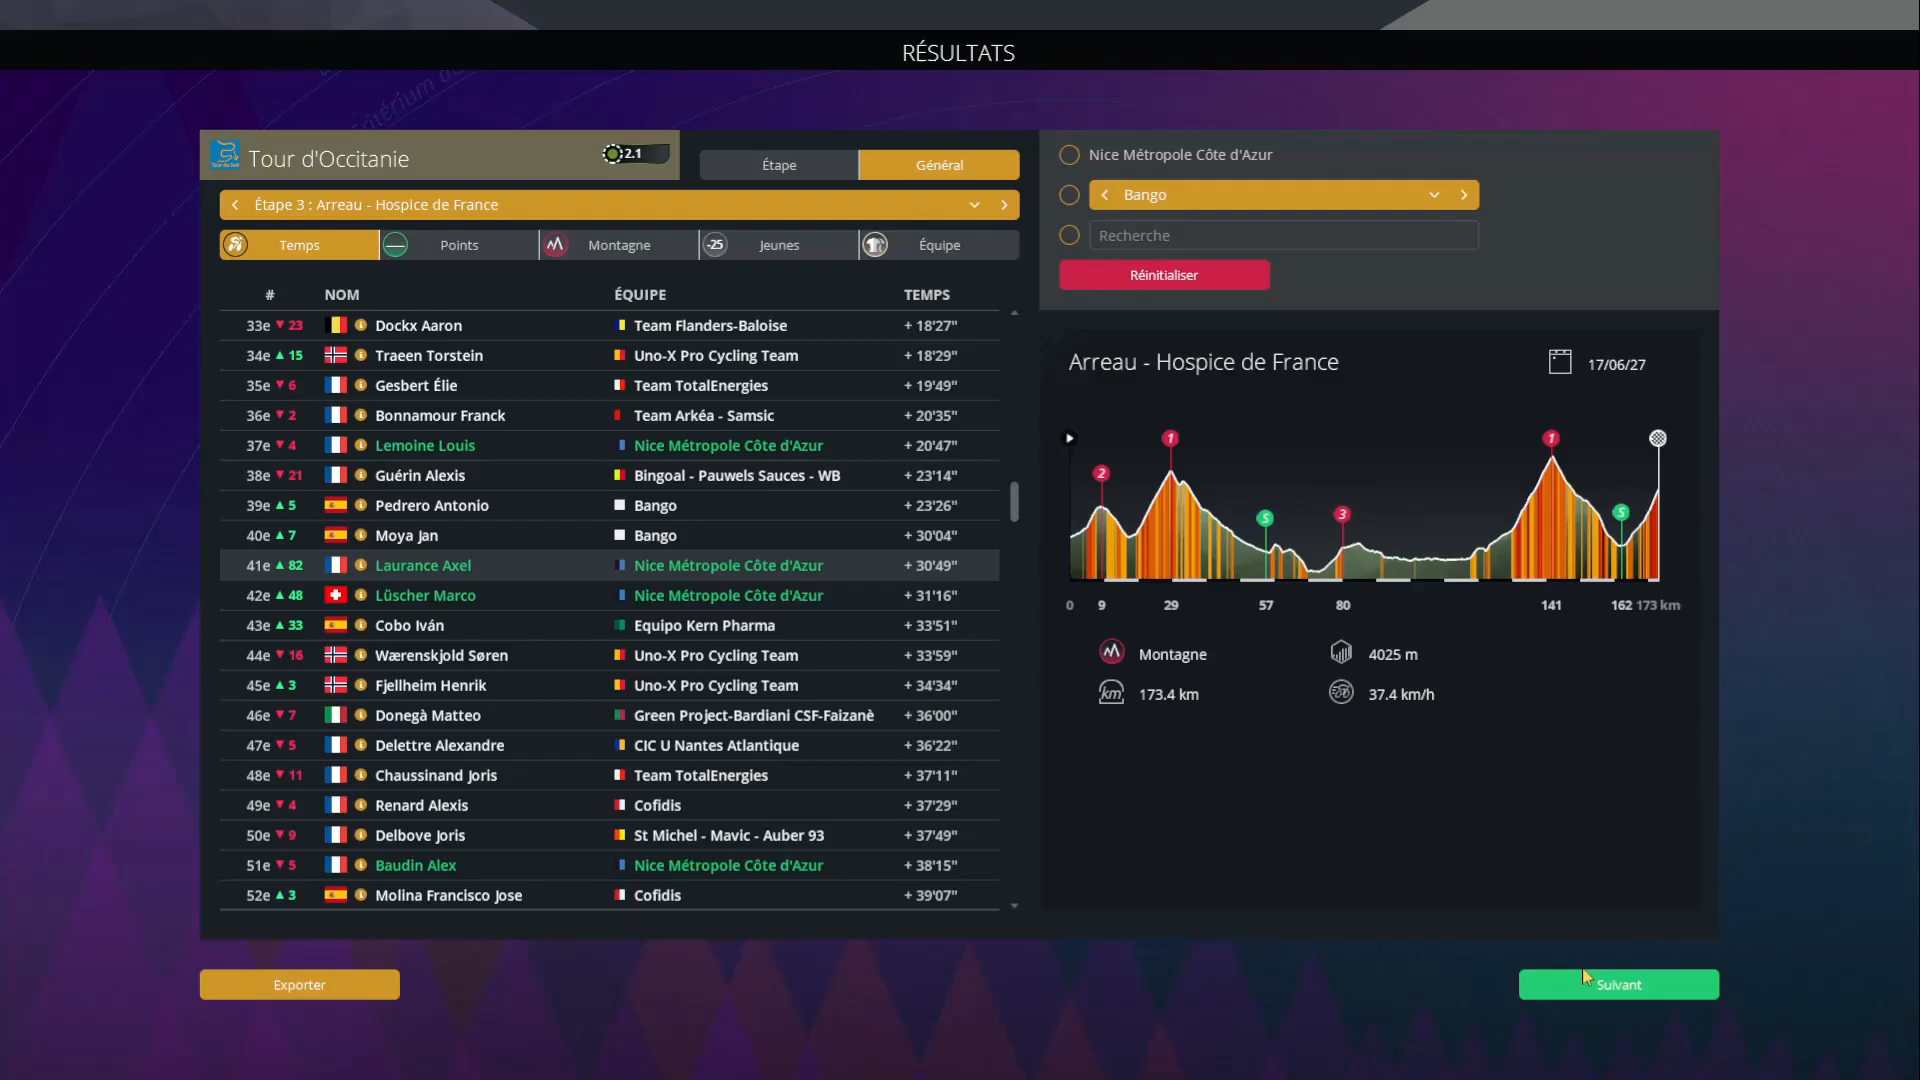 RÉSULTATS
Tour d'Occitanie
2.1
Étape
Général
Étape 3 : Arreau - Hospice de France
Temps
Points
Montagne
-25
Jeunes
Équipe
# NOM ÉQUIPE TEMPS
33e 23 Dockx Aaron Team Flanders-Baloise + 18'27"
34e 15 Traeen Torstein Uno-X Pro Cycling Team + 18'29"
35e 6 Gesbert Élie Team TotalEnergies + 19'49"
36e 2 Bonnamour Franck Team Arkéa - Samsic + 20'35"
37e 4 Lemoine Louis Nice Métropole Côte d'Azur + 20'47"
38e 21 Guérin Alexis Bingoal - Pauwels Sauces - WB + 23'14"
39e 5 Pedrero Antonio Bango + 23'26"
40e 7 Moya Jan Bango + 30'04"
41e 82 Laurance Axel Nice Métropole Côte d'Azur + 30'49"
42e 48 Lüscher Marco Nice Métropole Côte d'Azur + 31'16"
43e 33 Cobo Iván Equipo Kern Pharma + 33'51"
44e 16 Wærenskjold Søren Uno-X Pro Cycling Team + 33'59"
45e 3 Fjellheim Henrik Uno-X Pro Cycling Team + 34'34"
46e 7 Donegà Matteo Green Project-Bardiani CSF-Faizanè + 36'00"
47e 5 Delettre Alexandre CIC U Nantes Atlantique + 36'22"
48e 11 Chaussinand Joris Team TotalEnergies + 37'11"
49e 4 Renard Alexis Cofidis + 37'29"
50e 9 Delbove Joris St Michel - Mavic - Auber 93 + 37'49"
51e 5 Baudin Alex Nice Métropole Côte d'Azur + 38'15"
52e 3 Molina Francisco Jose Cofidis + 39'07"
Nice Métropole Côte d'Azur
Bango
Recherche
Réinitialiser
Arreau - Hospice de France
17/06/27
1 1
2
S 3 S
0 9 29 57 80 141 162 173 km
Montagne
4025 m
km 173.4 km
37.4 km/h
Exporter
Suivant